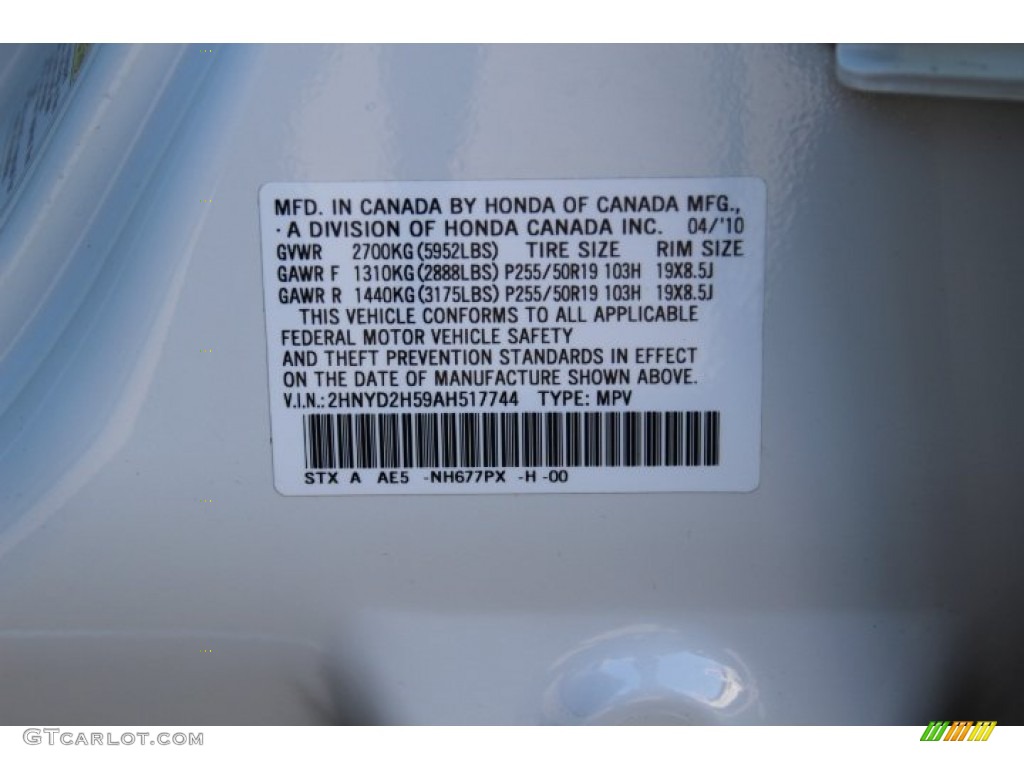 MFD. IN CANADA BY HONDA OF CANADA MFG.,
· A DIVISION OF HONDA CANADA INC. 04/'10
GVWR 2700KG(5952LBS) TIRE SIZE RIM SIZE
GAWR F 1310KG(2888LBS) P255/50R19 103H 19X8.5J
GAWR R 1440KG(3175LBS) P255/50R19 103H 19X8.5J
THIS VEHICLE CONFORMS TO ALL APPLICABLE
FEDERAL MOTOR VEHICLE SAFETY
AND THEFT PREVENTION STANDARDS IN EFFECT
ON THE DATE OF MANUFACTURE SHOWN ABOVE.
V.I.N.: 2HNYD2H59AH517744 TYPE: MPV
STX A AE5 -NH677PX -H -00
GTCARLOT.COM